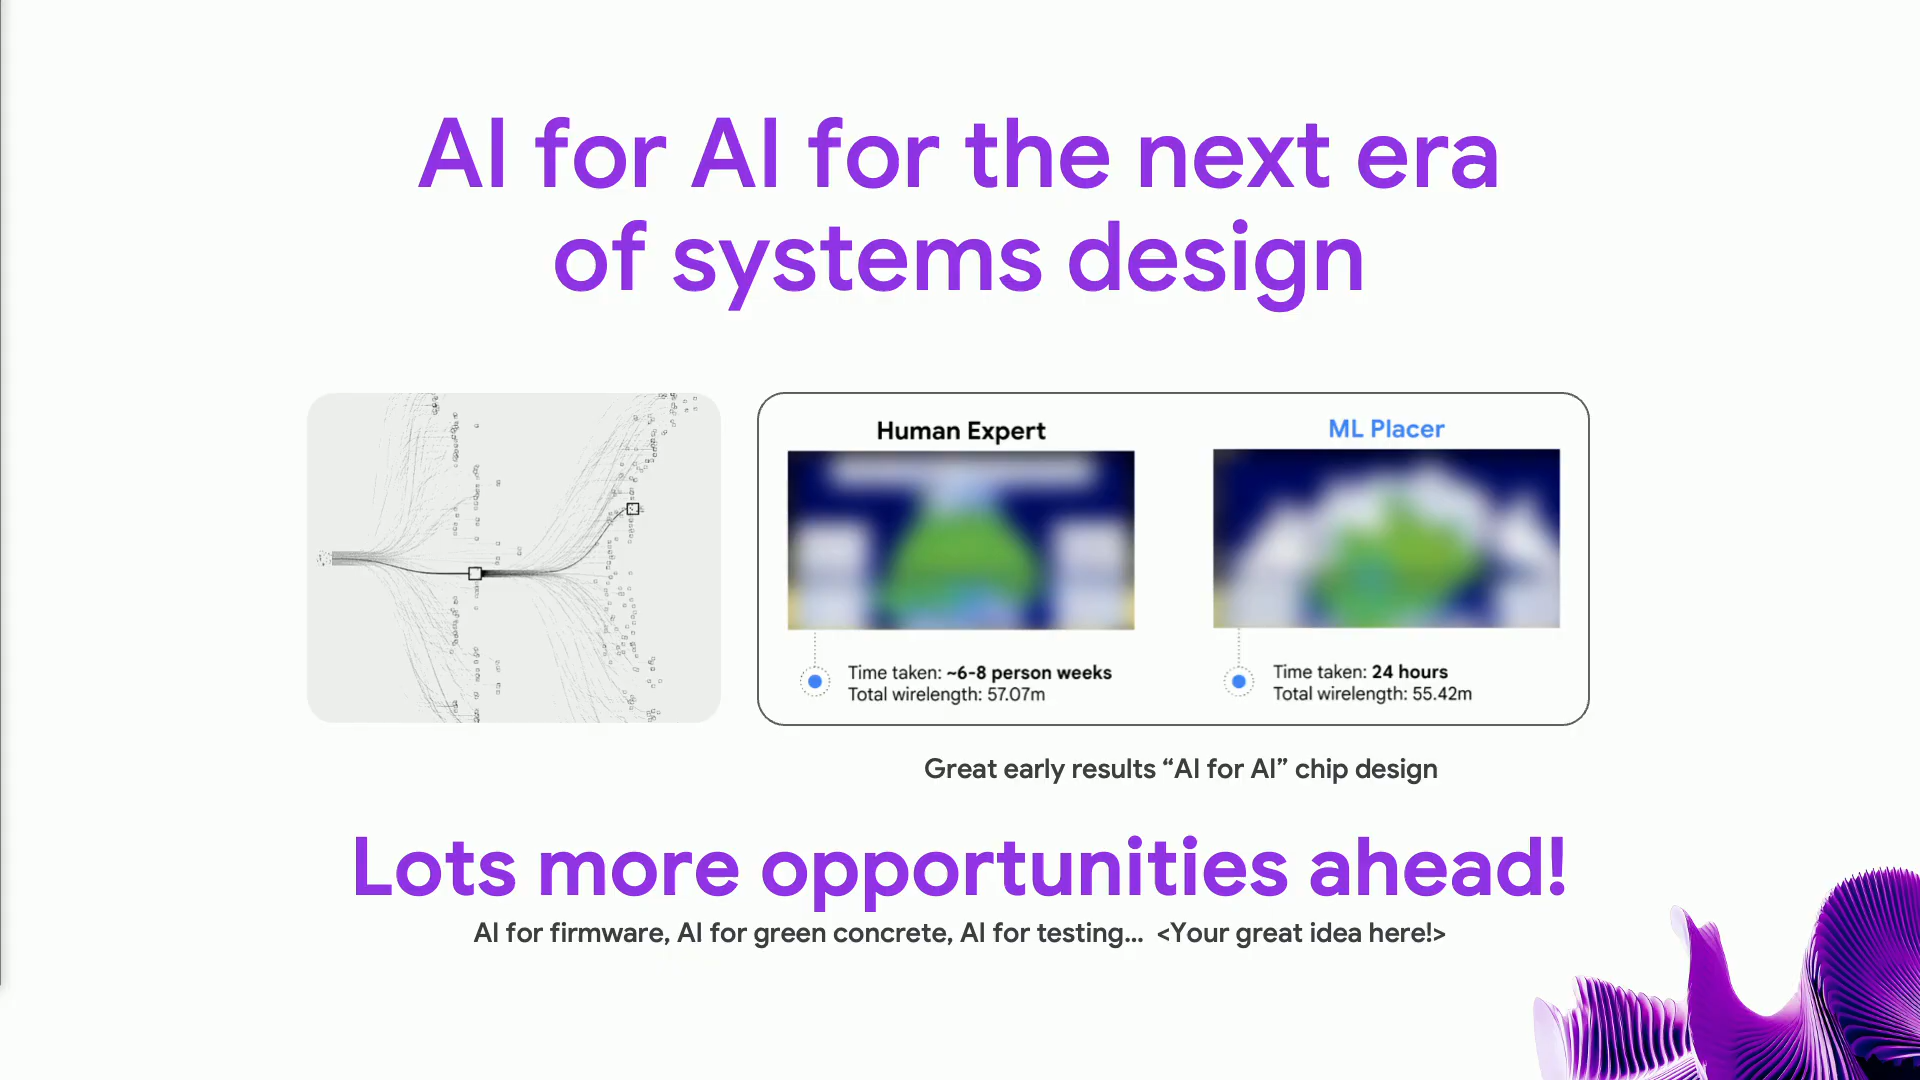 AI for AI for the next era
of systems design
Human Expert
ML Placer
Time taken: ~6-8 person weeks
Total wirelength: 57.07m
Time taken: 24 hours
Total wirelength: 55.42m
Great early results “AI for AI” chip design
Lots more opportunities ahead!
AI for firmware, AI for green concrete, AI for testing... <Your great idea here!>